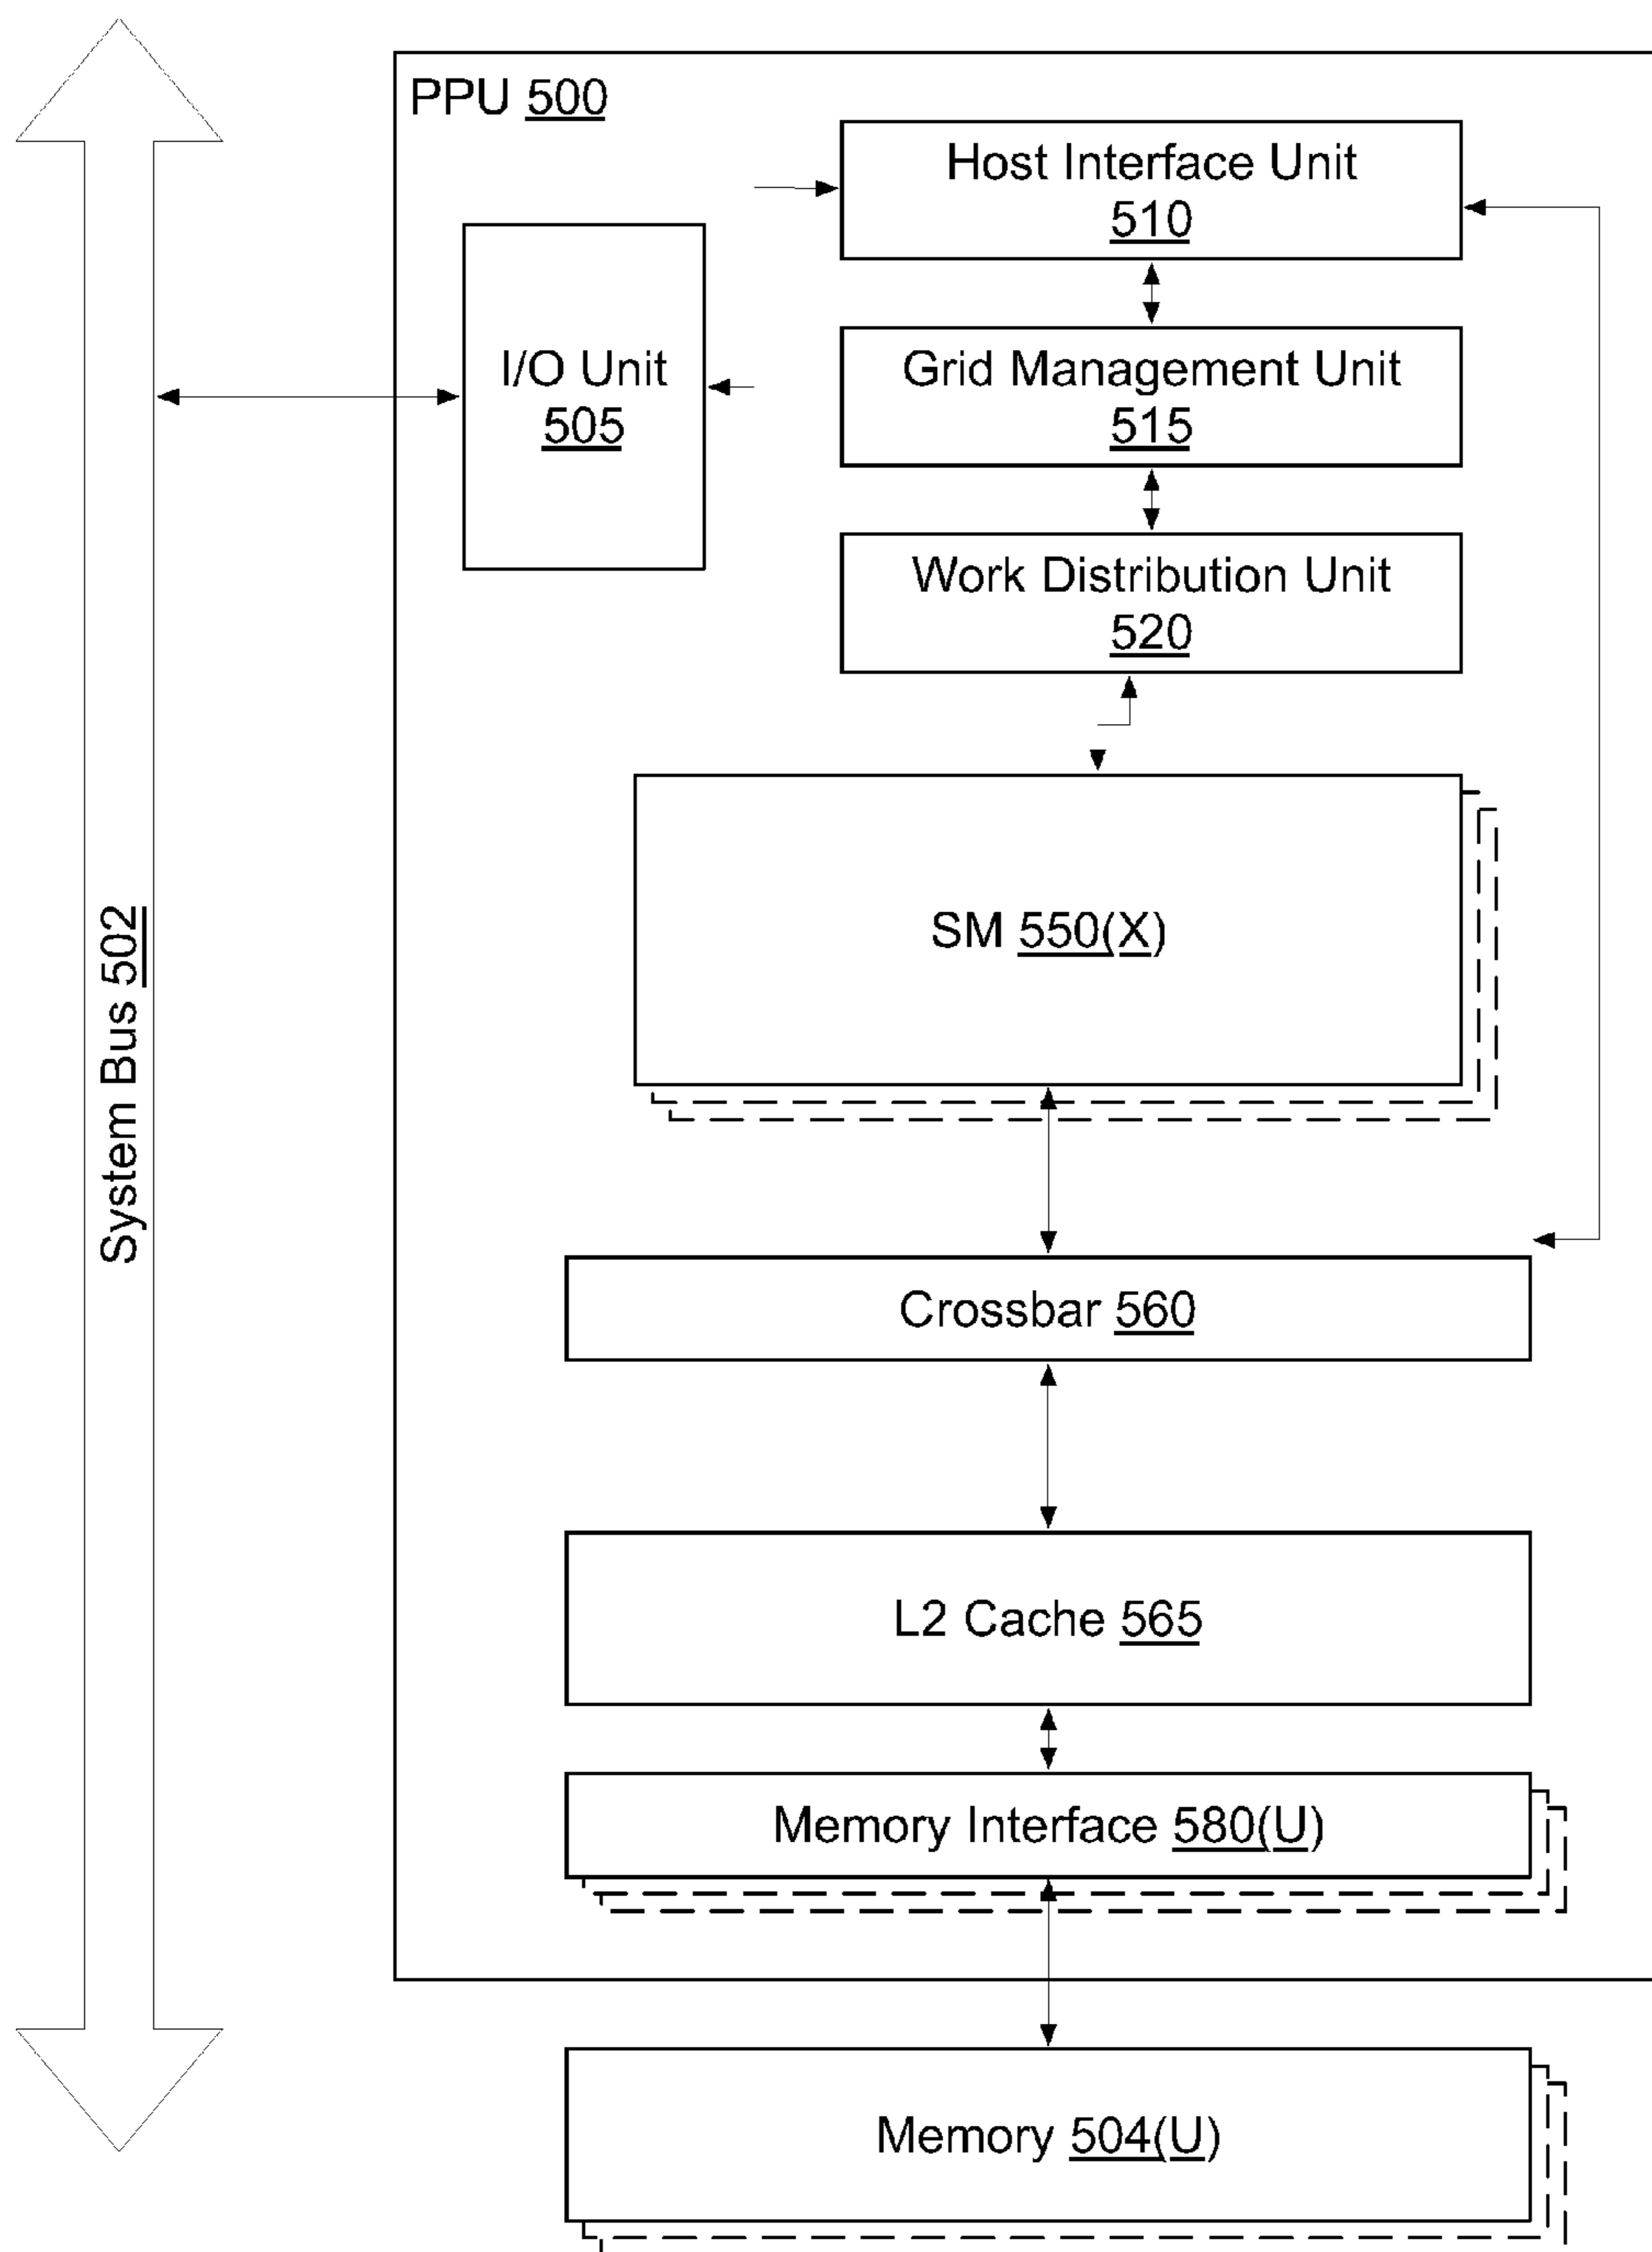 PPU 500
Host Interface Unit
510
I/O Unit
505
Grid Management Unit
515
Work Distribution Unit
520
SM 550(X)
System Bus 502
Crossbar 560
L2 Cache 565
Memory Interface 580(U)
Memory 504(U)